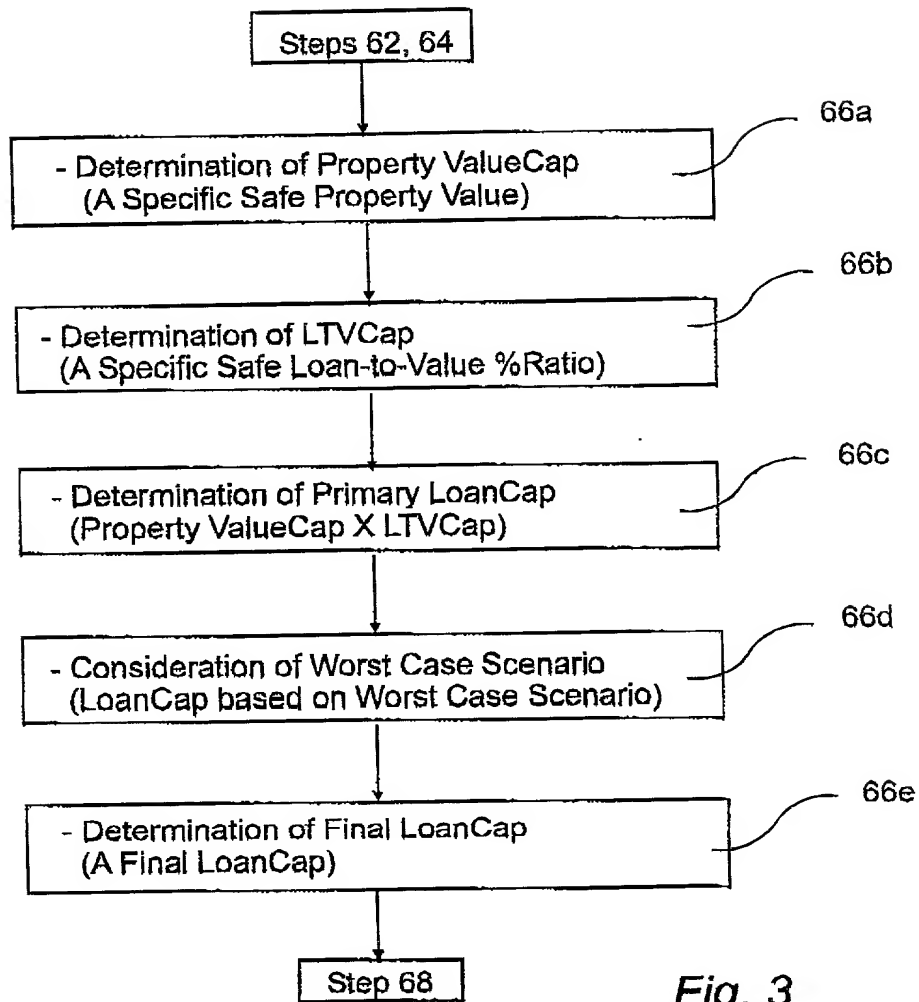 Steps 62, 64
66a
- Determination of Property ValueCap
(A Specific Safe Property Value)
66b
- Determination of LTVCap
(A Specific Safe Loan-to-Value %Ratio)
66c
- Determination of Primary LoanCap
(Property ValueCap X LTVCap)
66d
- Consideration of Worst Case Scenario
(LoanCap based on Worst Case Scenario)
66e
- Determination of Final LoanCap
(A Final LoanCap)
Step 68
Fig. 3